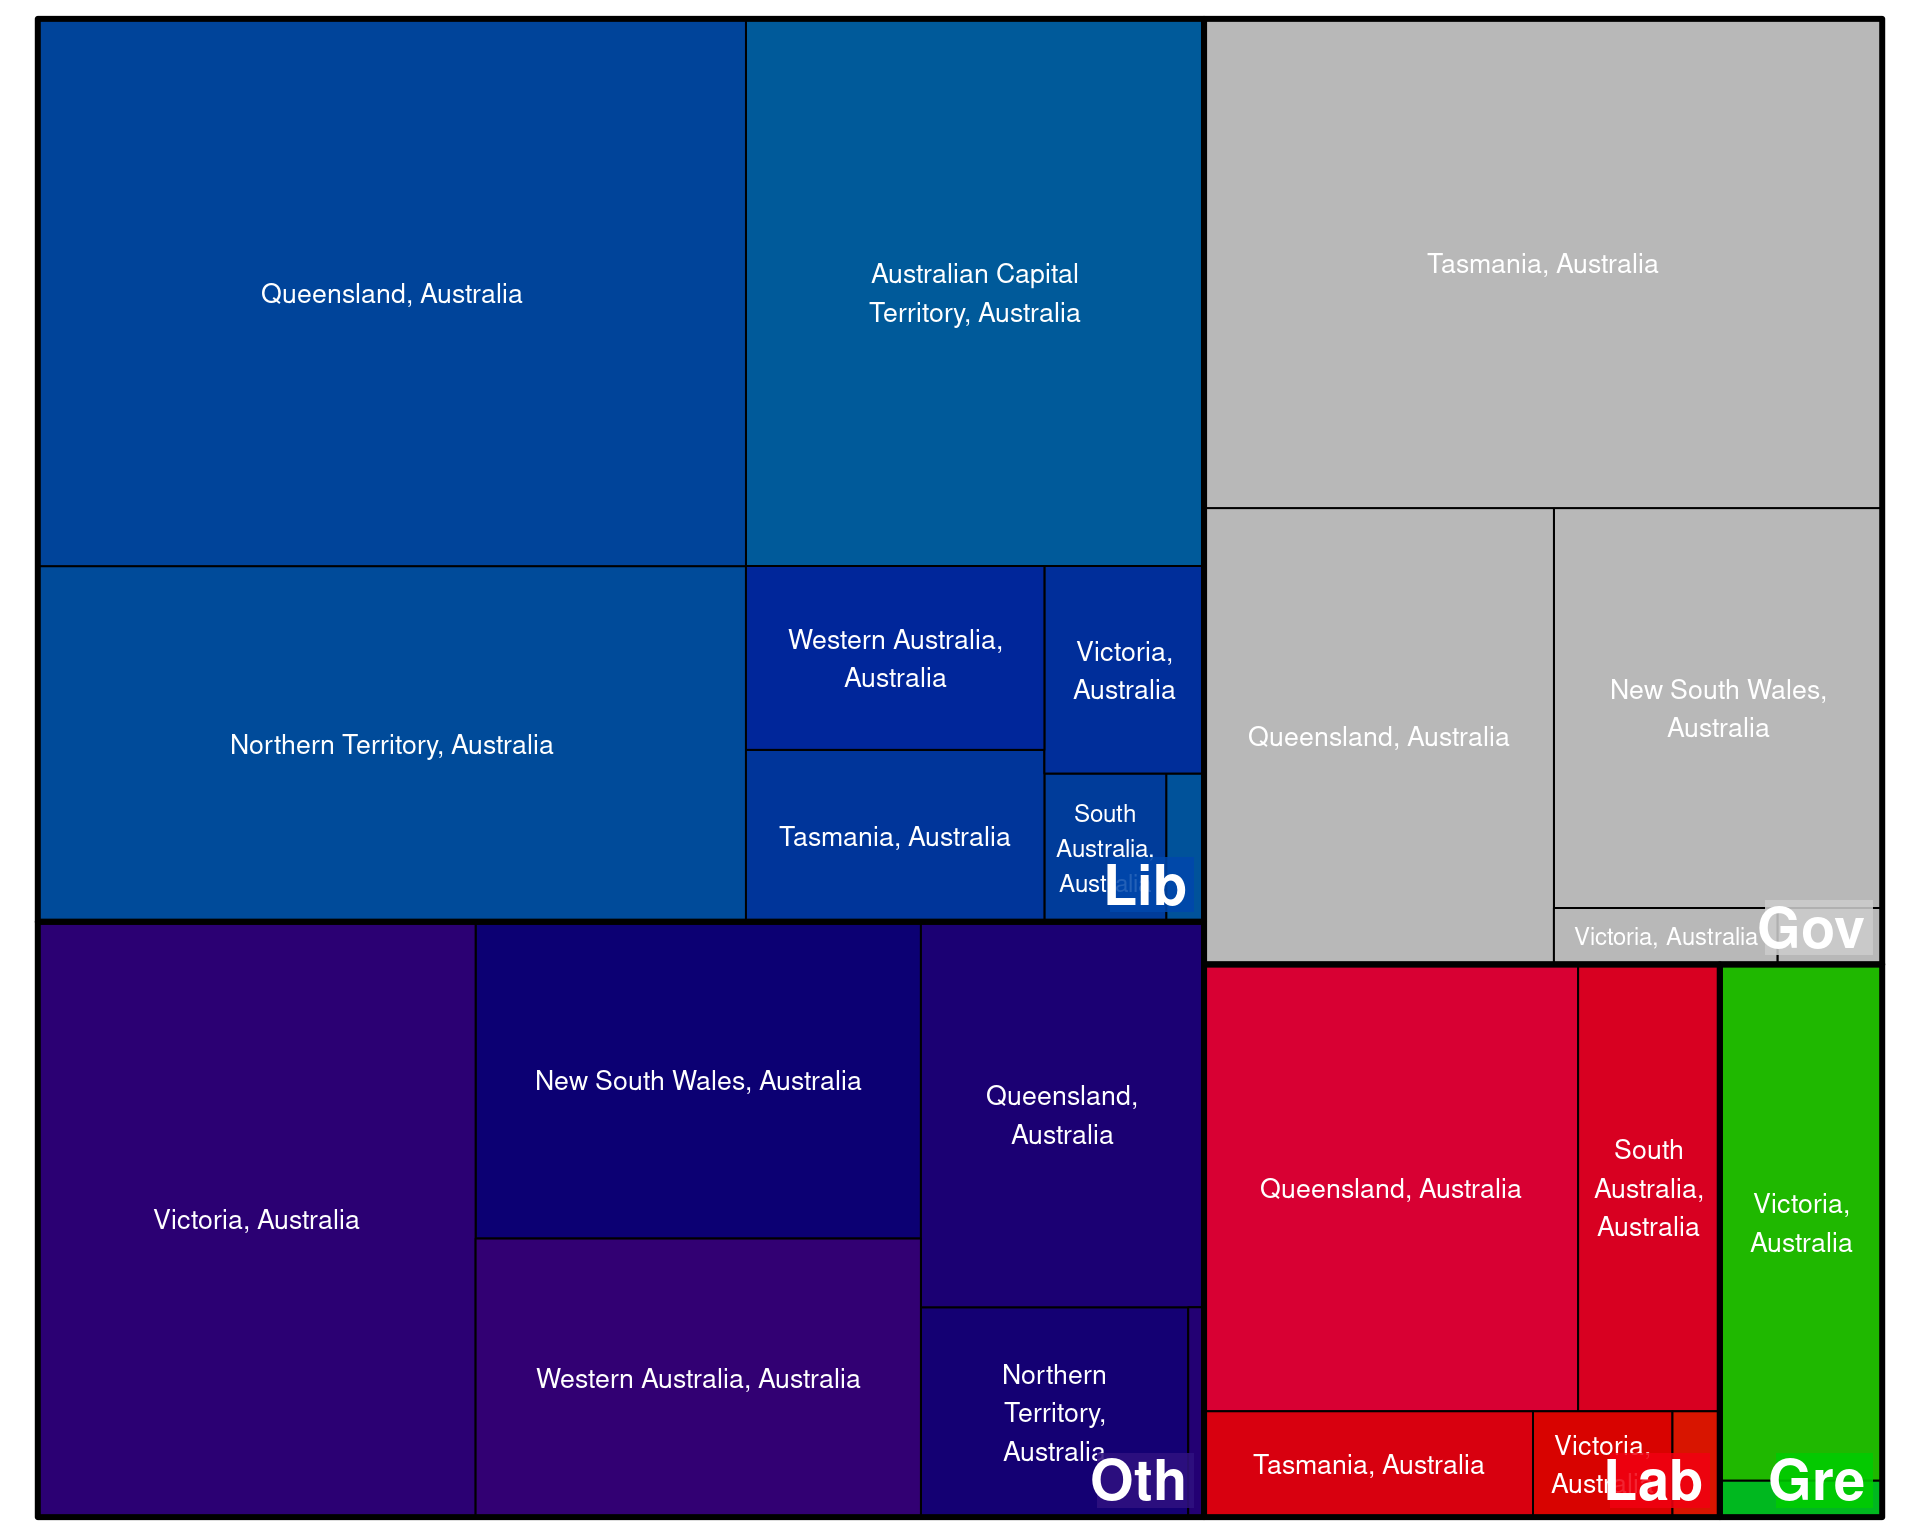 Queensland, Australia
Australian Capital
Territory, Australia
Northern Territory, Australia
Western Australia,
Australia
Victoria,
Australia
Tasmania, Australia
South
Australia,
Australia
Lib
Tasmania, Australia
Queensland, Australia
New South Wales,
Australia
Victoria, Australia
Gov
Victoria, Australia
New South Wales, Australia
Western Australia, Australia
Queensland,
Australia
Northern
Territory,
Australia
Oth
Queensland, Australia
South
Australia,
Australia
Tasmania, Australia
Victoria,
Australia
Lab
Victoria,
Australia
Gre